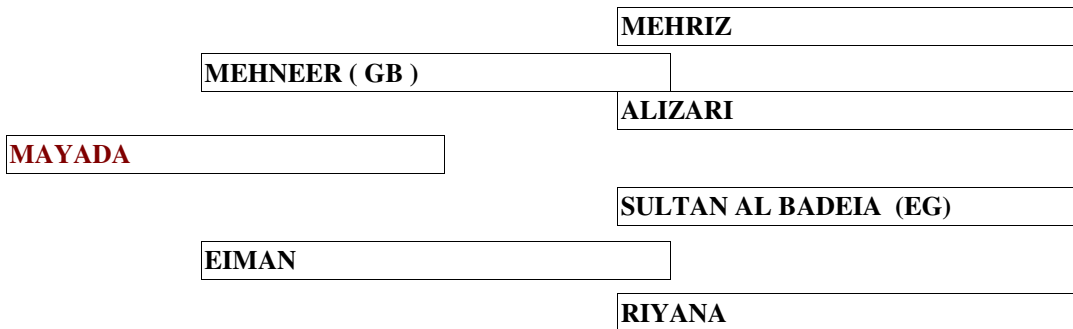 MEHRIZ
MEHNEER ( GB )
ALIZARI
MAYADA
SULTAN AL BADEIA (EG)
EIMAN
RIYANA